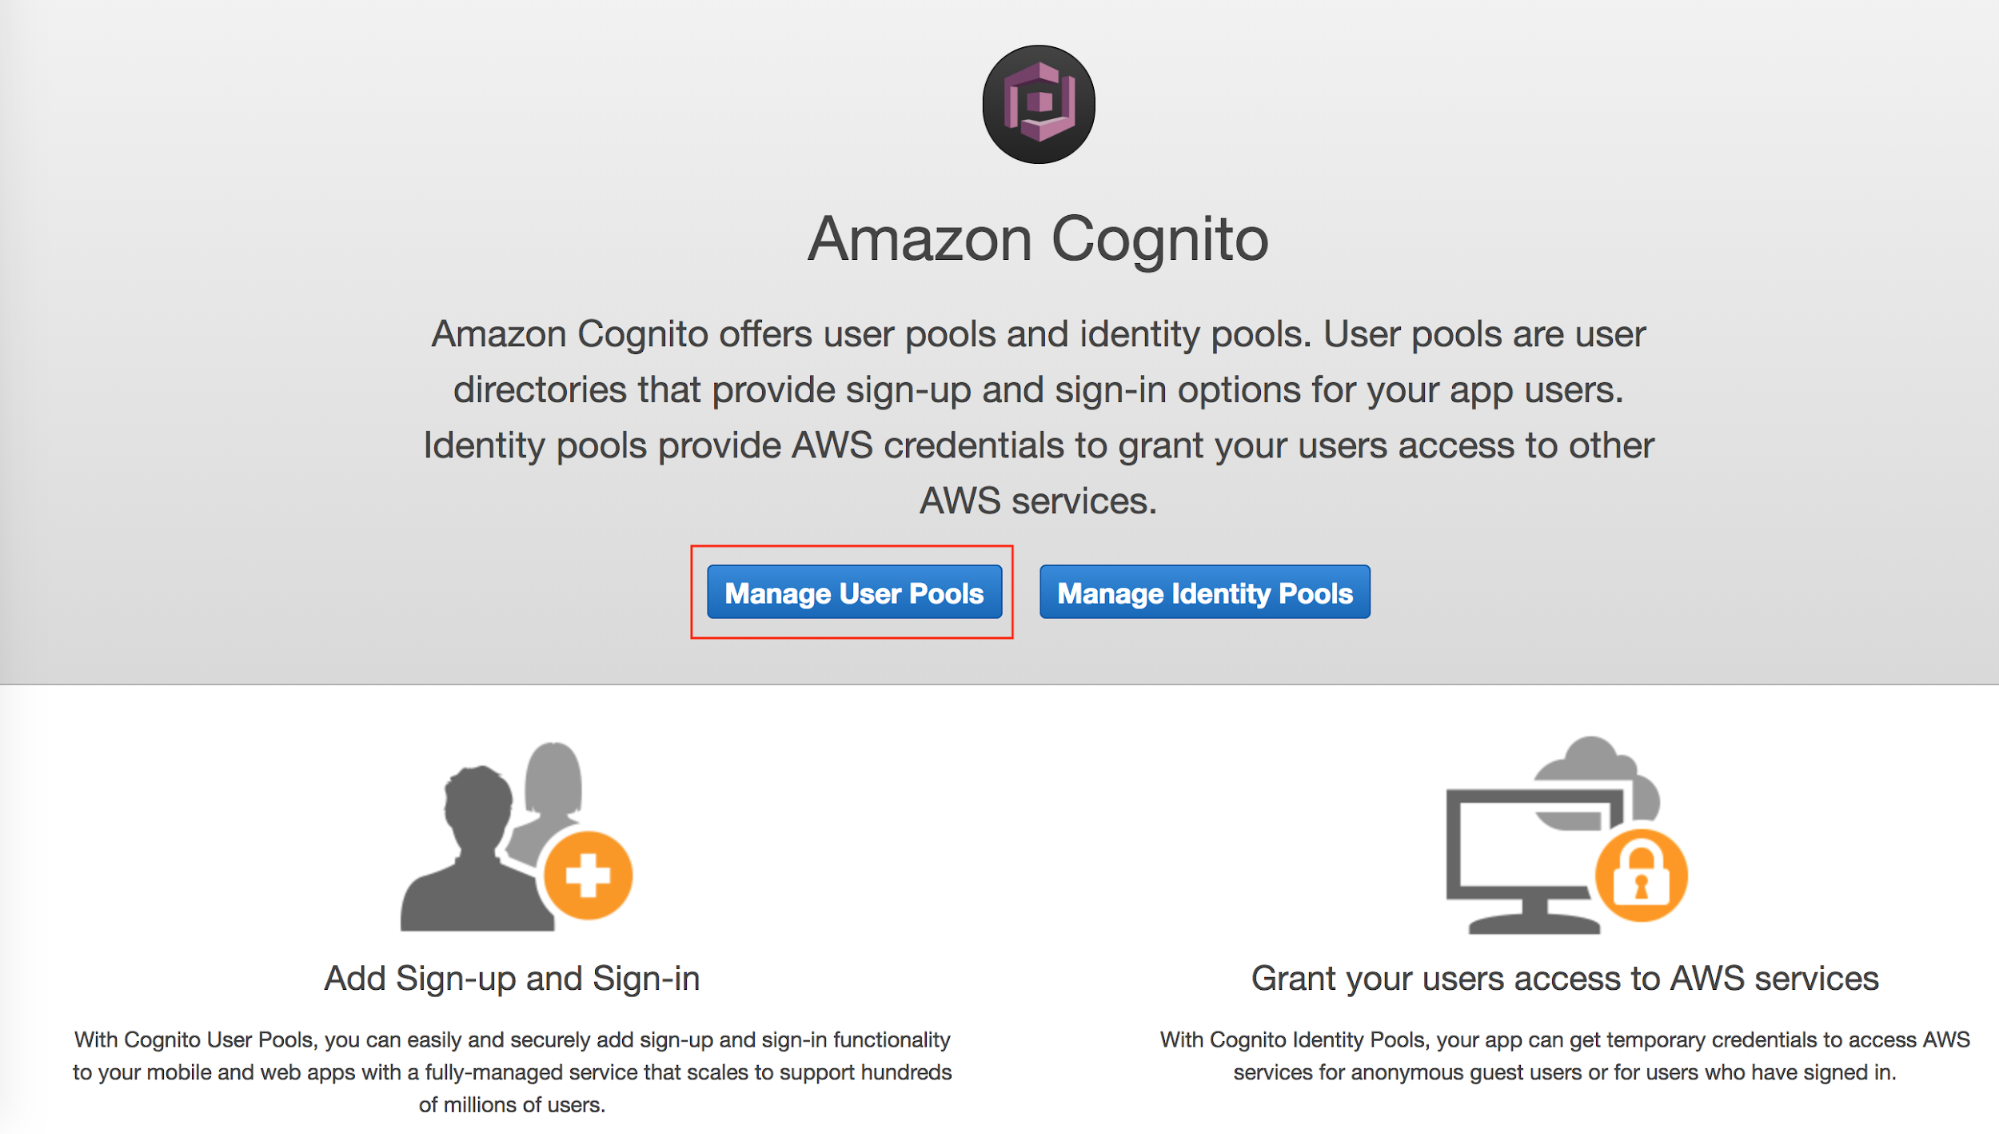 Amazon Cognito
Amazon Cognito offers user pools and identity pools. User pools are user
directories that provide sign-up and sign-in options for your app users.
Identity pools provide AWS credentials to grant your users access to other
AWS services.
Manage User Pools
Manage Identity Pools
Add Sign-up and Sign-in
With Cognito User Pools, you can easily and securely add sign-up and sign-in functionality
to your mobile and web apps with a fully-managed service that scales to support hundreds
of millions of users.
Grant your users access to AWS services
With Cognito Identity Pools, your app can get temporary credentials to access AWS
services for anonymous guest users or for users who have signed in.